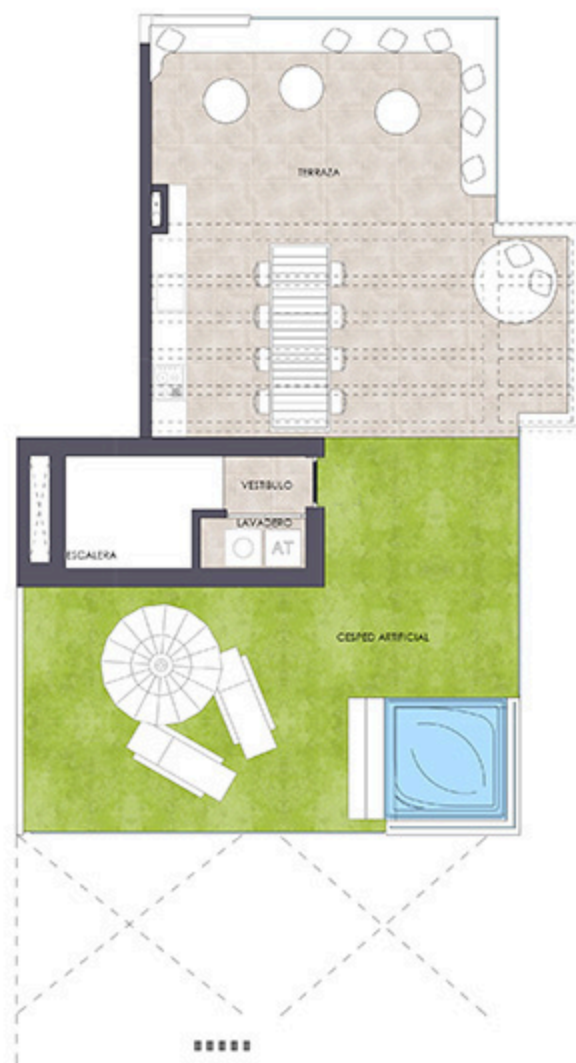 TERRAZA
VESTIBULO
LAVADERO
AT
ESCALERA
CESPED ARTIFICIAL